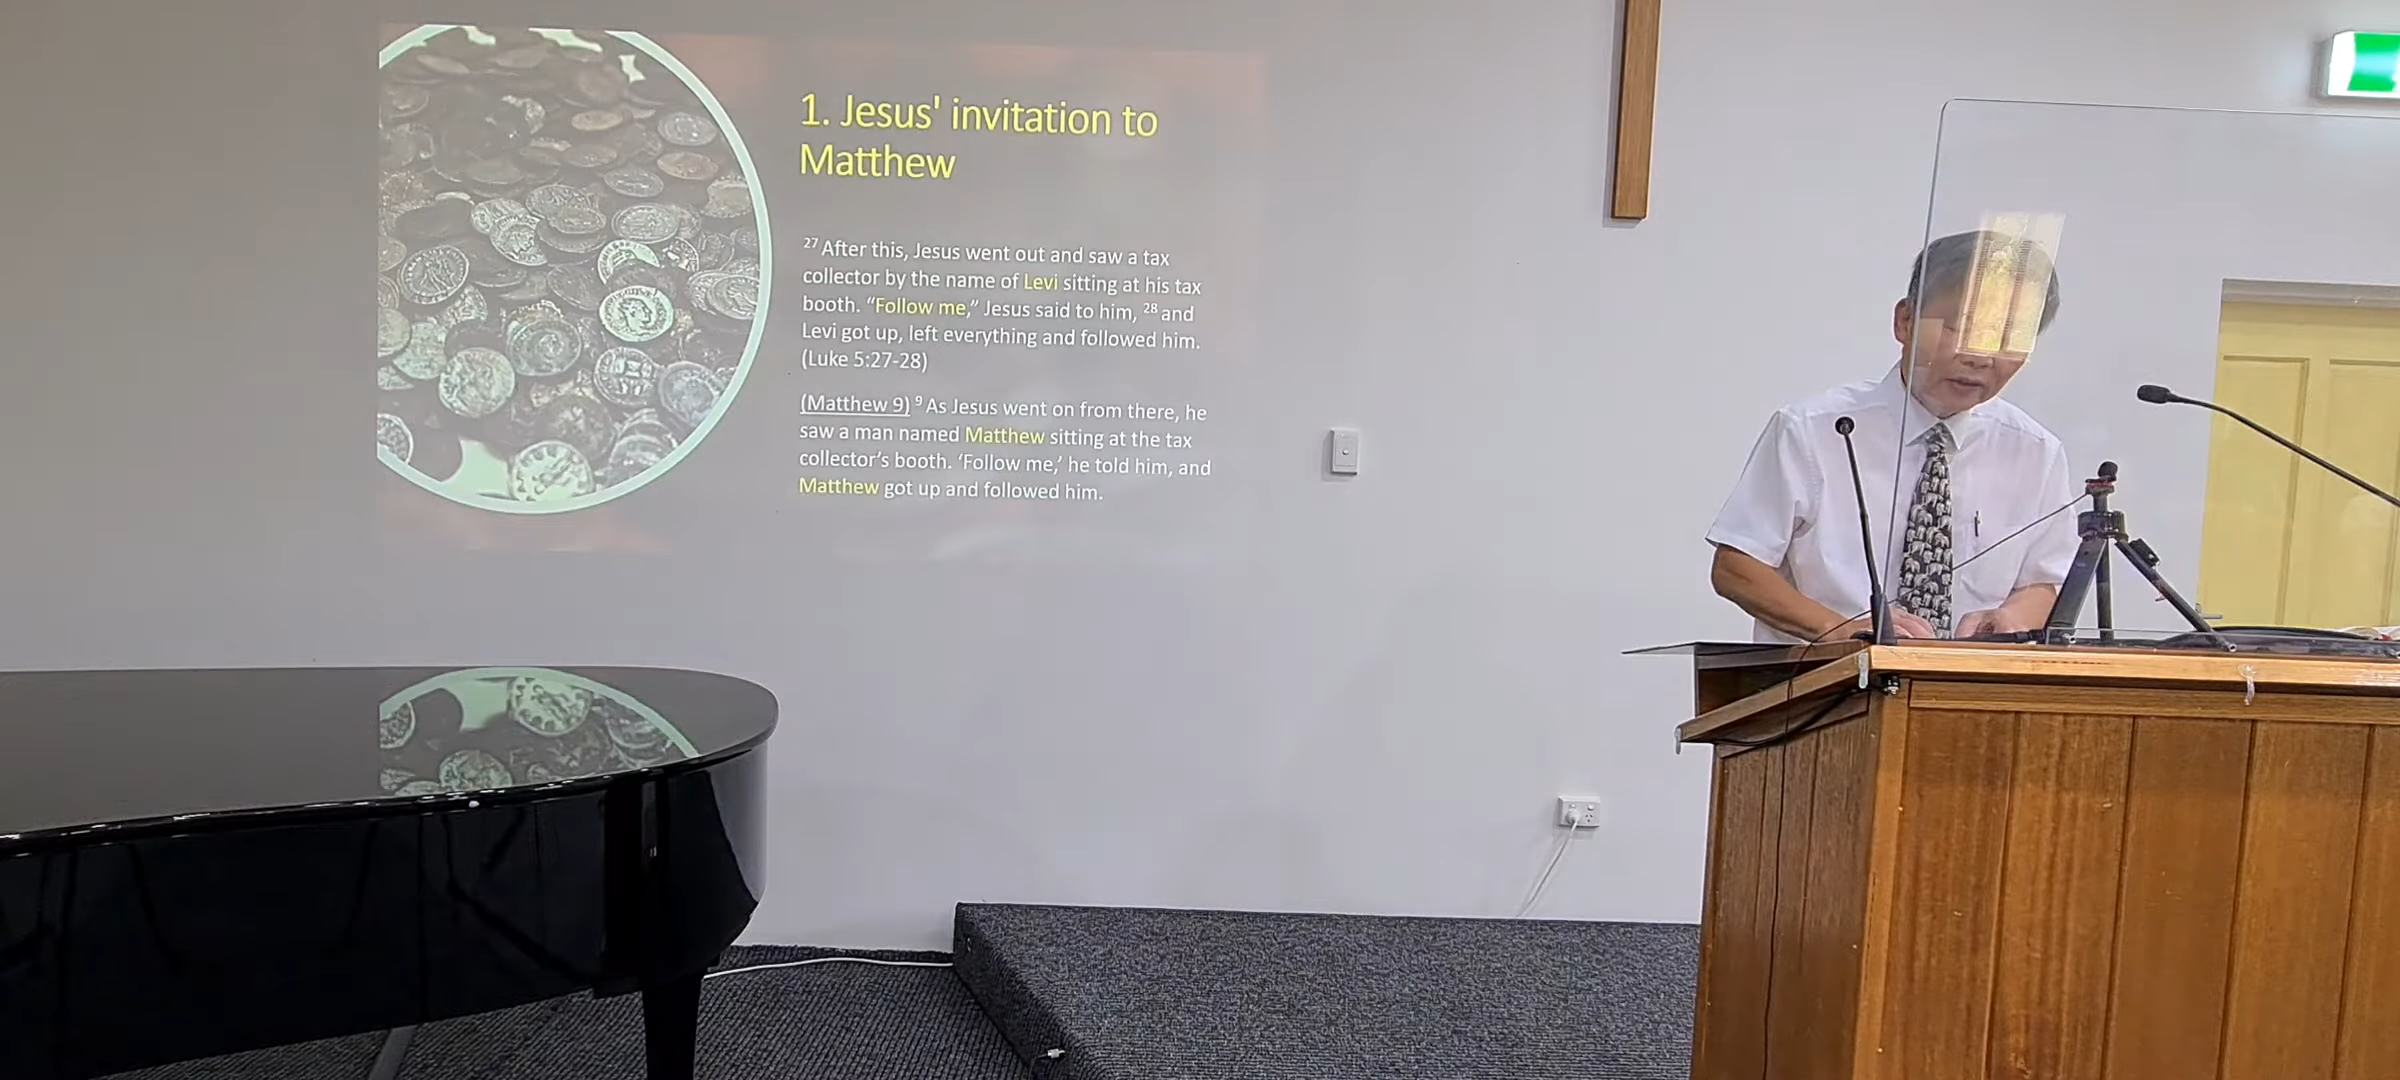 1. Jesus' invitation to
Matthew
27 After this, Jesus went out and saw a tax
collector by the name of Levi sitting at his tax
booth. “Follow me,” Jesus said to him, 28 and
Levi got up, left everything and followed him.
(Luke 5:27-28)
(Matthew 9) 9 As Jesus went on from there, he
saw a man named Matthew sitting at the tax
collector’s booth. ‘Follow me,’ he told him, and
Matthew got up and followed him.